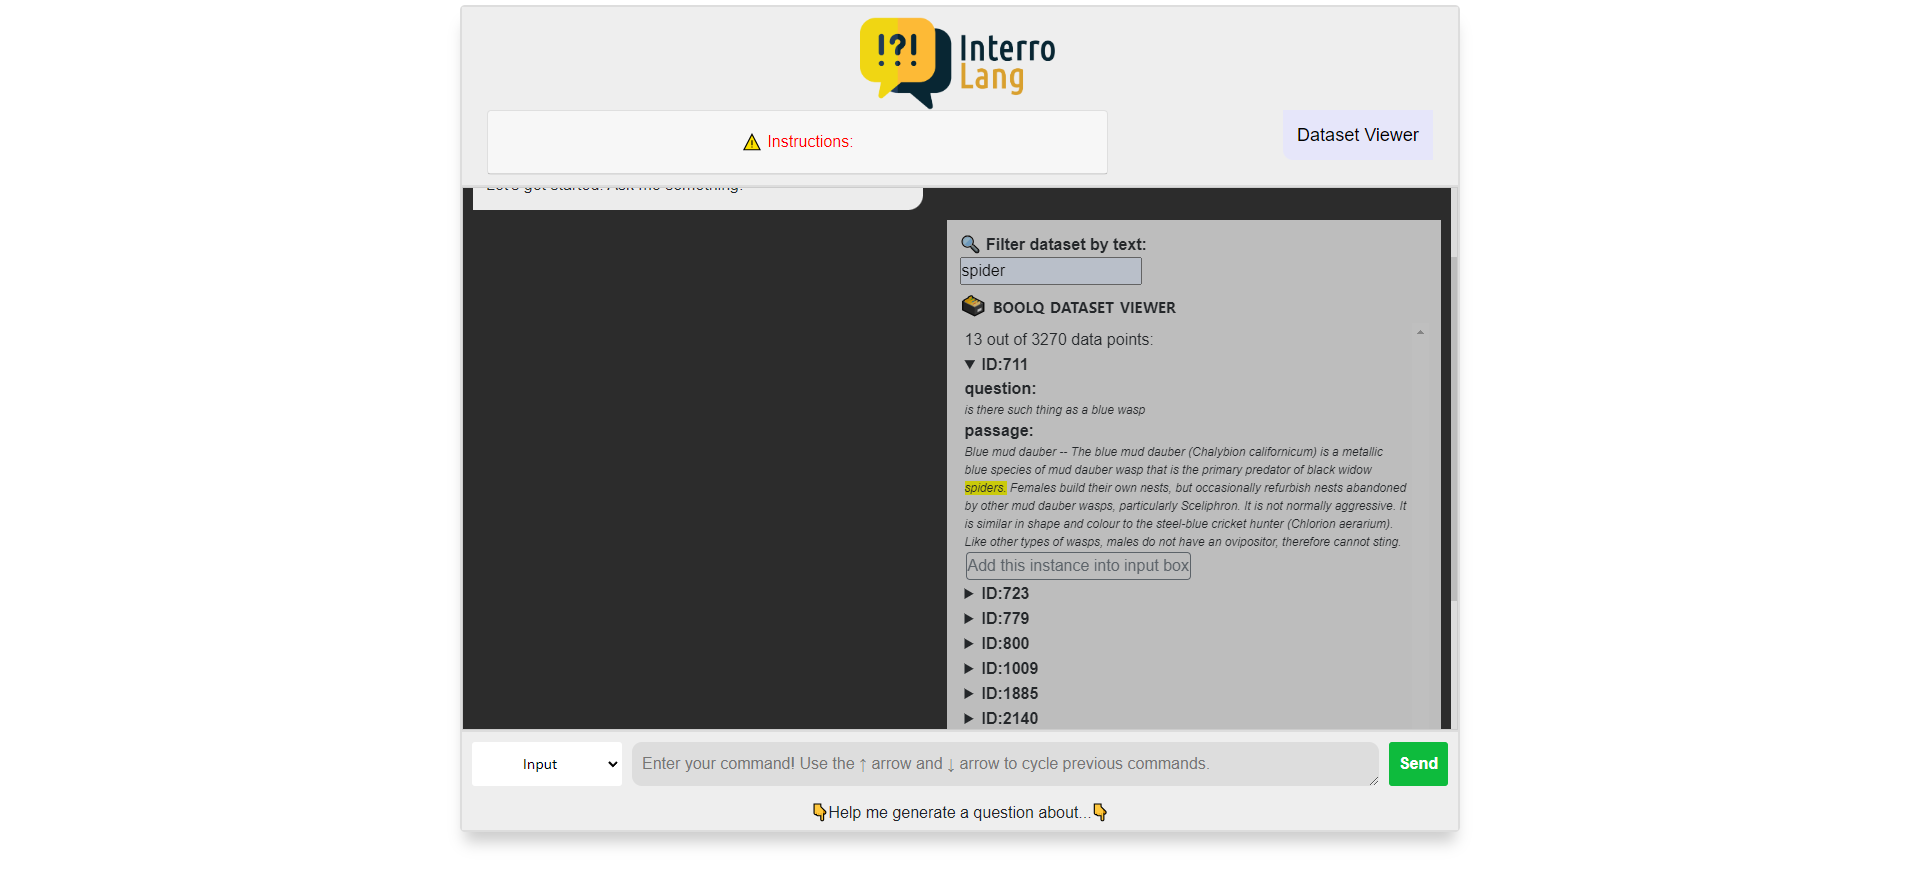 !?!
Interro
Lang
Instructions:
Dataset Viewer
Let's get started! Ask me something!
Filter dataset by text:
spider
BOOLQ DATASET VIEWER
13 out of 3270 data points:
ID:711
question:
is there such thing as a blue wasp
passage:
Blue mud dauber -- The blue mud dauber (Chalybion californicum) is a metallic
blue species of mud dauber wasp that is the primary predator of black widow
spiders. Females build their own nests, but occasionally refurbish nests abandoned
by other mud dauber wasps, particularly Sceliphron. It is not normally aggressive. It
is similar in shape and colour to the steel-blue cricket hunter (Chlorion aerarium).
Like other types of wasps, males do not have an ovipositor, therefore cannot sting.
Add this instance into input box
ID:723
ID:779
ID:800
ID:1009
ID:1885
ID:2140
Input
Enter your command! Use the ↑ arrow and ↓ arrow to cycle previous commands.
Send
Help me generate a question about...